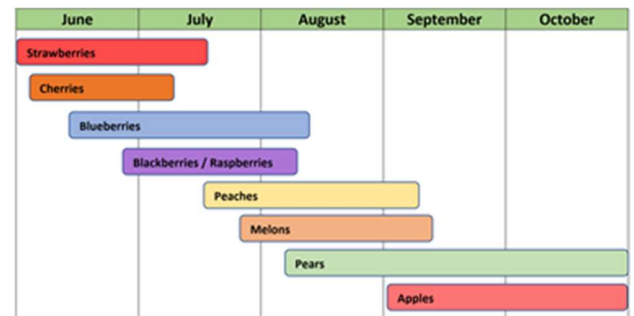 June July August September October
Strawberries
Cherries
Blueberries
Blackberries / Raspberries
Peaches
Melons
Pears
Apples